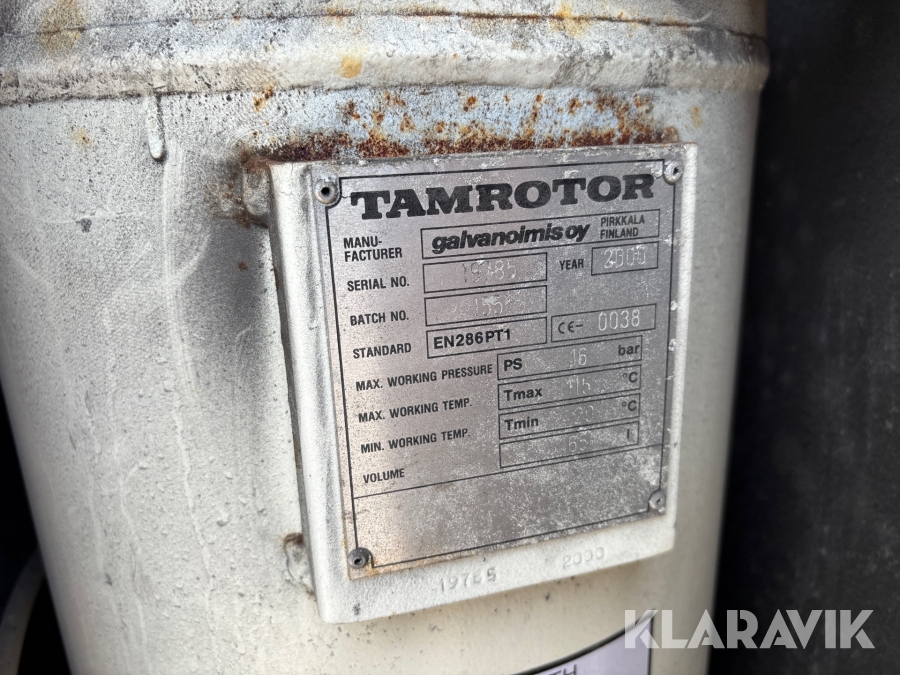 TAMROTOR
MANU-
FACTURER
galvanoimis oy
PIRKKALA
FINLAND
SERIAL NO.
YEAR 2000
BATCH NO.
STANDARD EN286PT1 CE- 0038
MAX. WORKING PRESSURE PS 16 bar
MAX. WORKING TEMP. Tmax °C
MIN. WORKING TEMP. Tmin °C
VOLUME l
2000
KLARAVIK